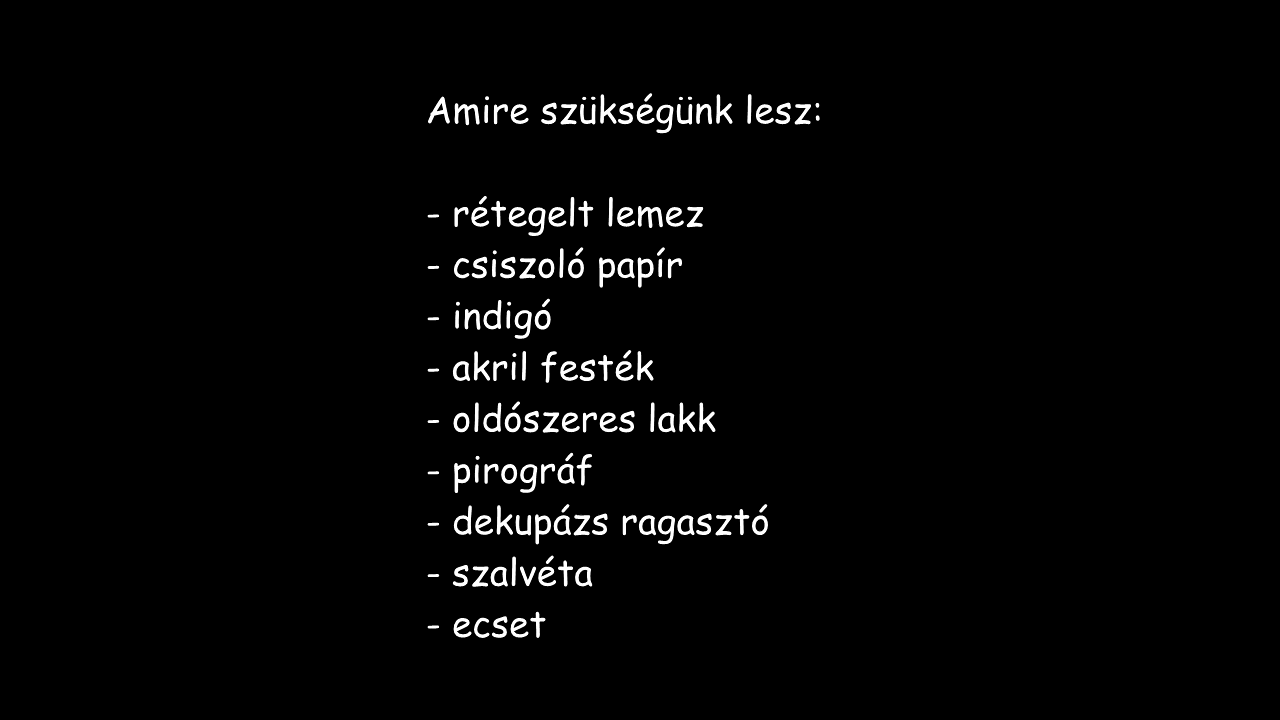 Amire szükségünk lesz:
- rétegelt lemez
- csiszoló papír
- indigó
- akril festék
- oldószeres lakk
- pirográf
- dekupázs ragasztó
- szalvéta
- ecset